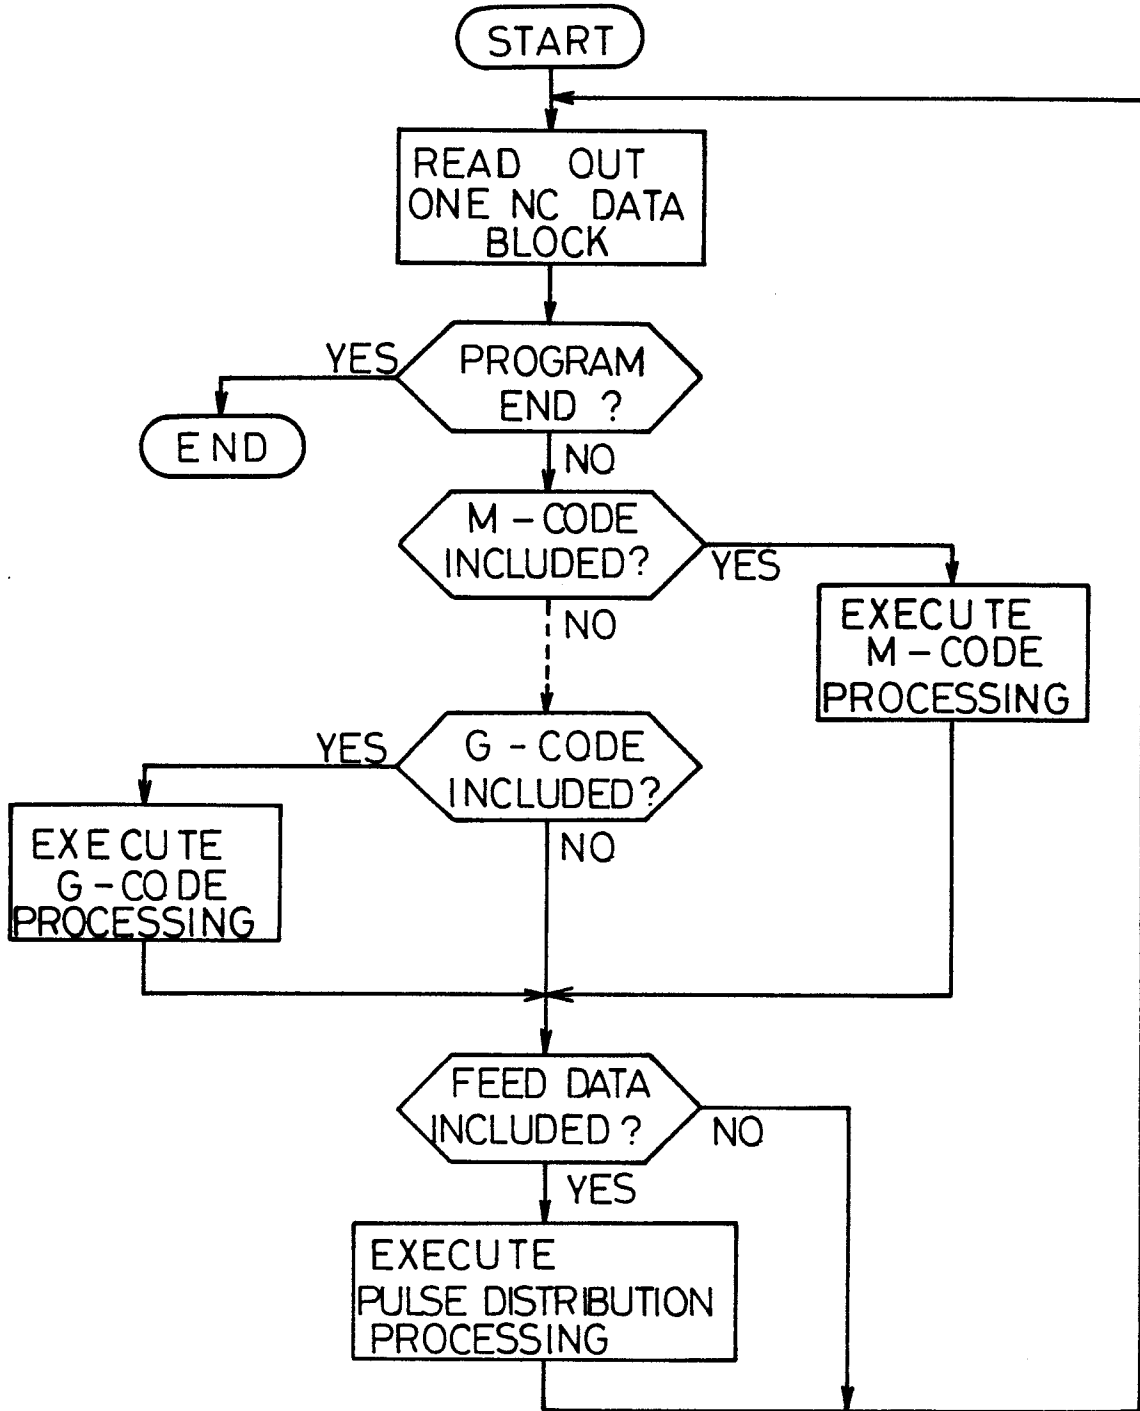 START
READ OUT
ONE NC DATA
BLOCK
YES
PROGRAM
END ?
END
NO
M - CODE
INCLUDED?
YES
NO
EXECUTE
M - CODE
PROCESSING
YES
G - CODE
INCLUDED?
NO
EXECUTE
G - CODE
PROCESSING
FEED DATA
INCLUDED ?
NO
YES
EXECUTE
PULSE DISTRIBUTION
PROCESSING